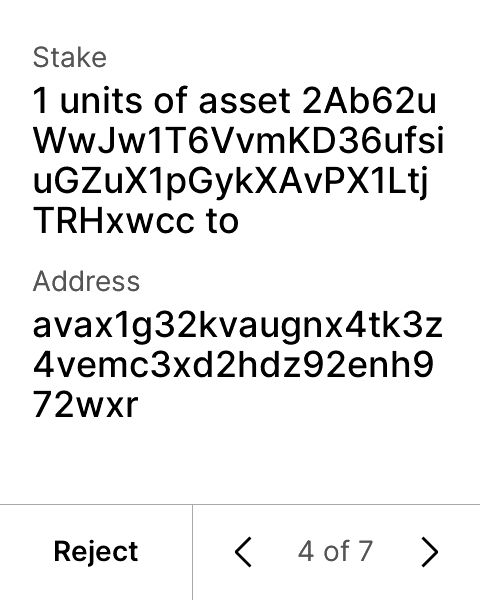 Stake
1 units of asset 2Ab62u
WwJw1T6VvmKD36ufsi
uGZuX1pGykXAvPX1Ltj
TRHxwcc to
Address
avax1g32kvaugnx4tk3z
4vemc3xd2hdz92enh9
72wxr
Reject
4 of 7